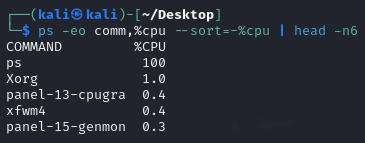 ┌──(kali㉿kali)-[~/Desktop]
└─$ ps -eo comm,%cpu --sort=-%cpu | head -n6
COMMAND         %CPU
ps               100
Xorg             1.0
panel-13-cpugra  0.4
xfwm4            0.4
panel-15-genmon  0.3